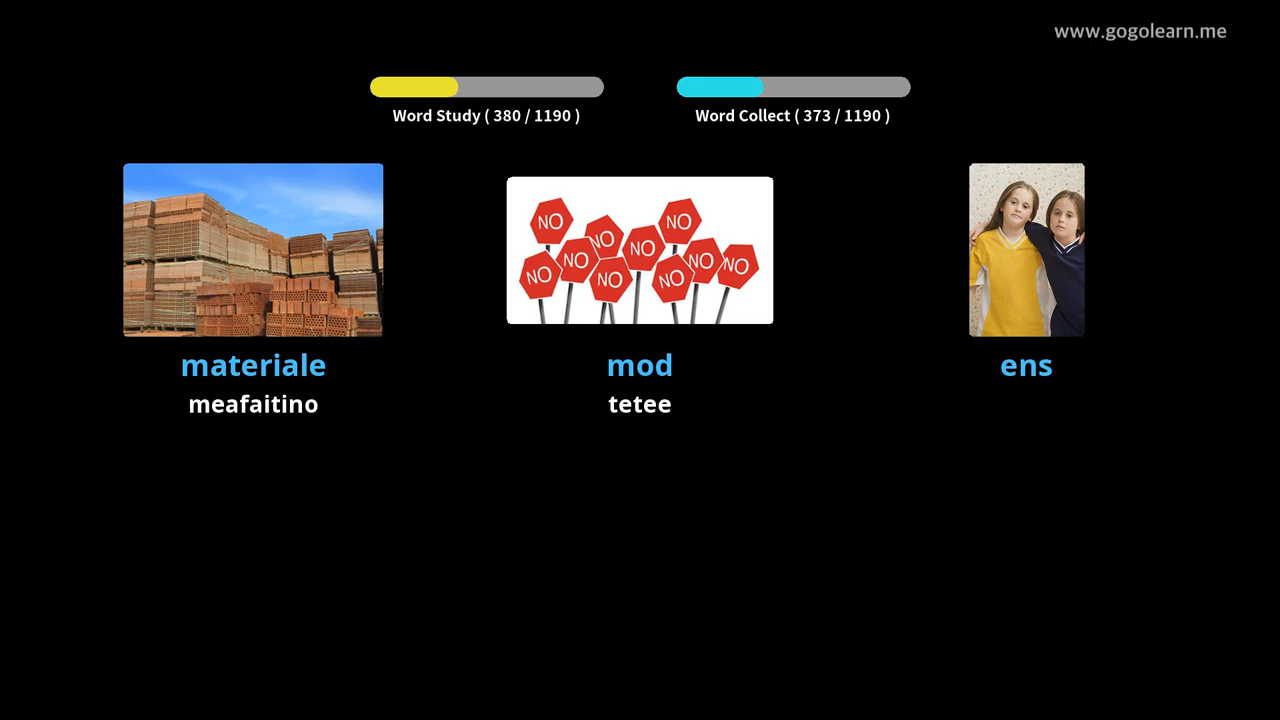 www.gogolearn.me
Word Study ( 380 / 1190 )
Word Collect ( 373 / 1190 )
NO
NO
NO
NO
NO
NO
NO
NO
NO
NO
materiale
meafaitino
mod
tetee
ens